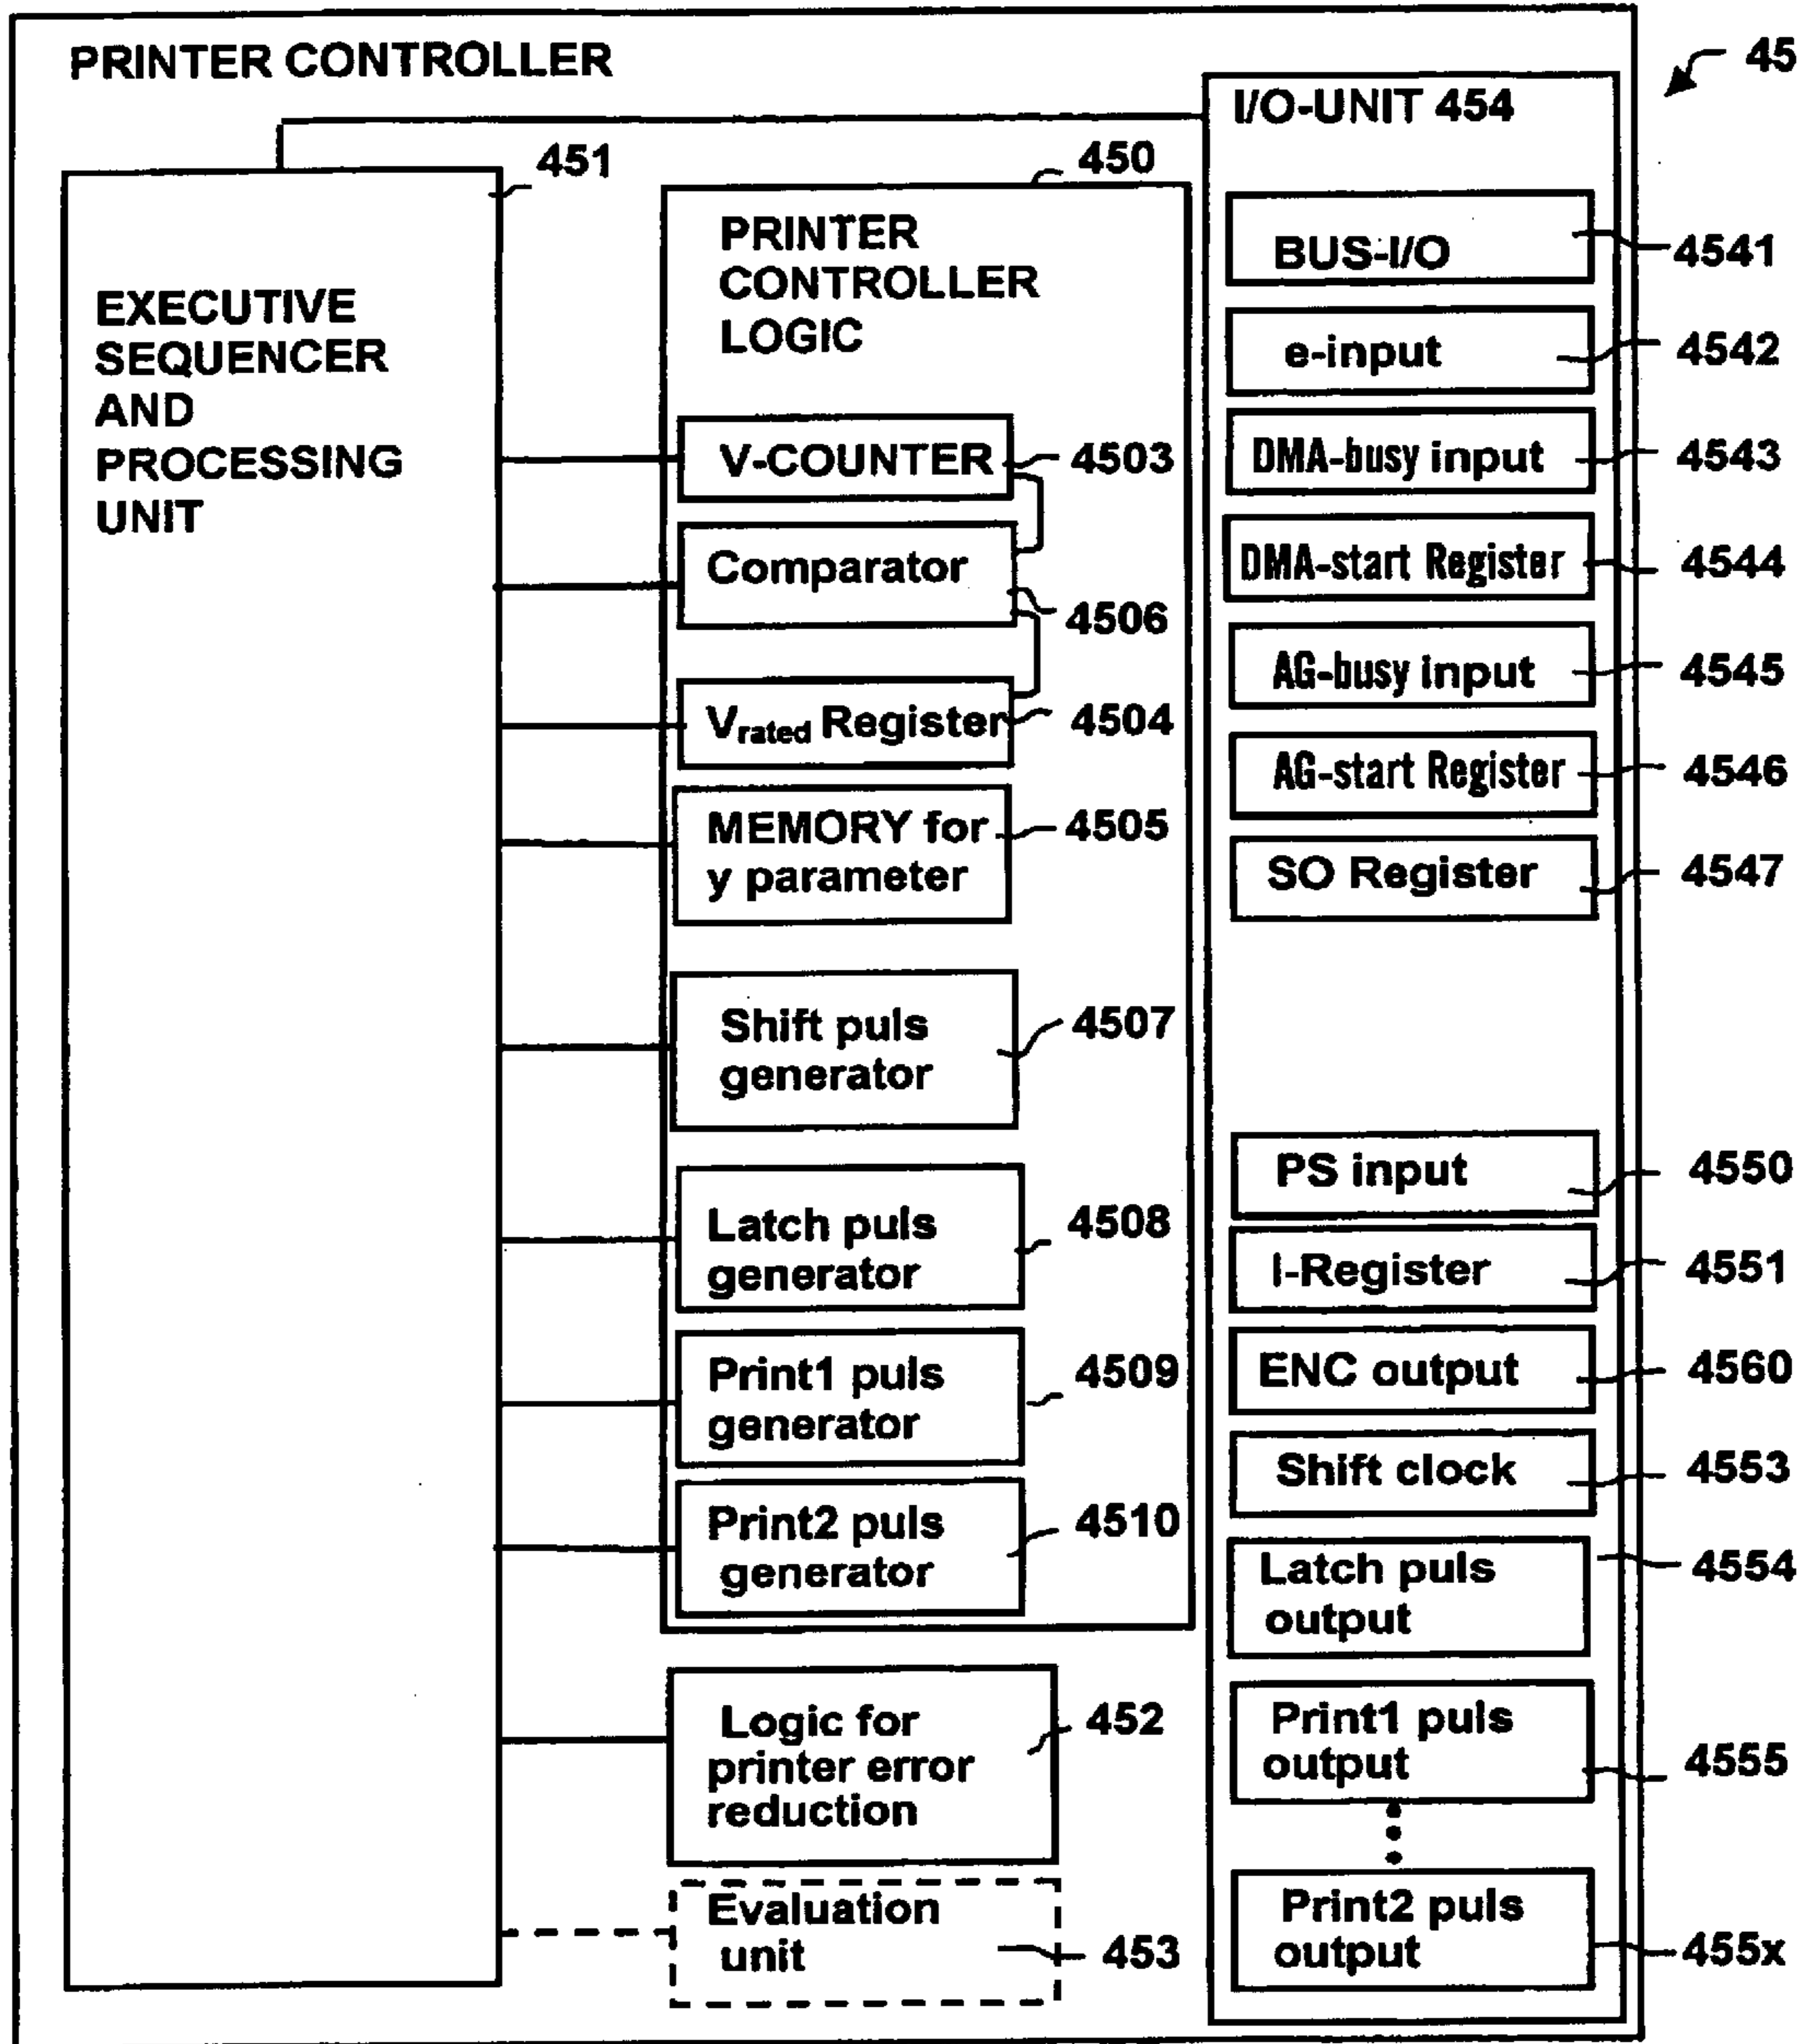 PRINTER CONTROLLER
45
I/O-UNIT 454
451
450
EXECUTIVE
SEQUENCER
AND
PROCESSING
UNIT
PRINTER
CONTROLLER
LOGIC
V-COUNTER
4503
Comparator
4506
Vrated Register
4504
MEMORY for
y parameter
4505
Shift puls
generator
4507
Latch puls
generator
4508
Print1 puls
generator
4509
Print2 puls
generator
4510
Logic for
printer error
reduction
452
Evaluation
unit
453
BUS-I/O
4541
e-input
4542
DMA-busy input
4543
DMA-start Register
4544
AG-busy input
4545
AG-start Register
4546
SO Register
4547
PS input
4550
I-Register
4551
ENC output
4560
Shift clock
4553
Latch puls
output
4554
Print1 puls
output
4555
Print2 puls
output
455x